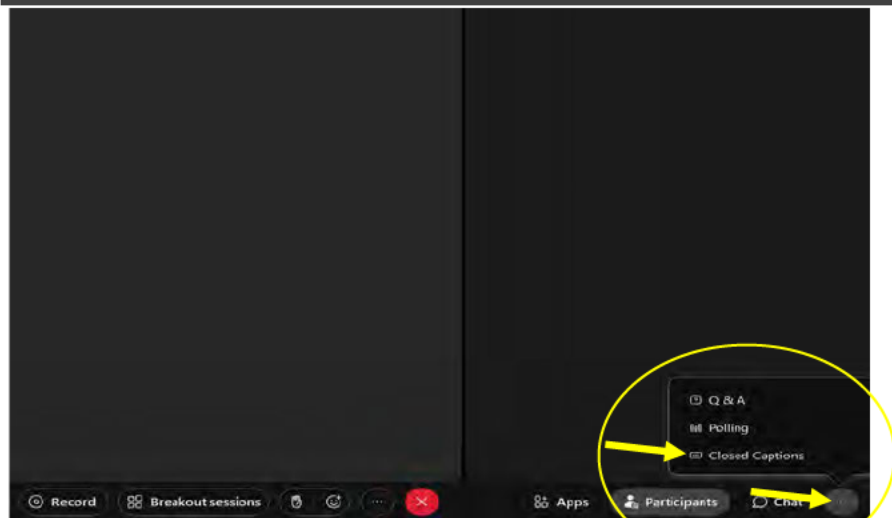 Q & A
Polling
Closed Captions
Record Breakout sessions Apps Participants Chat